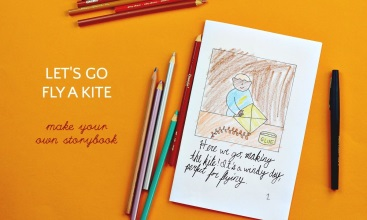 LET'S GO
FLY A KITE
make your
own storybook
GLUE
Here we go, making
the kite! It's a windy day
perfect for flying
1